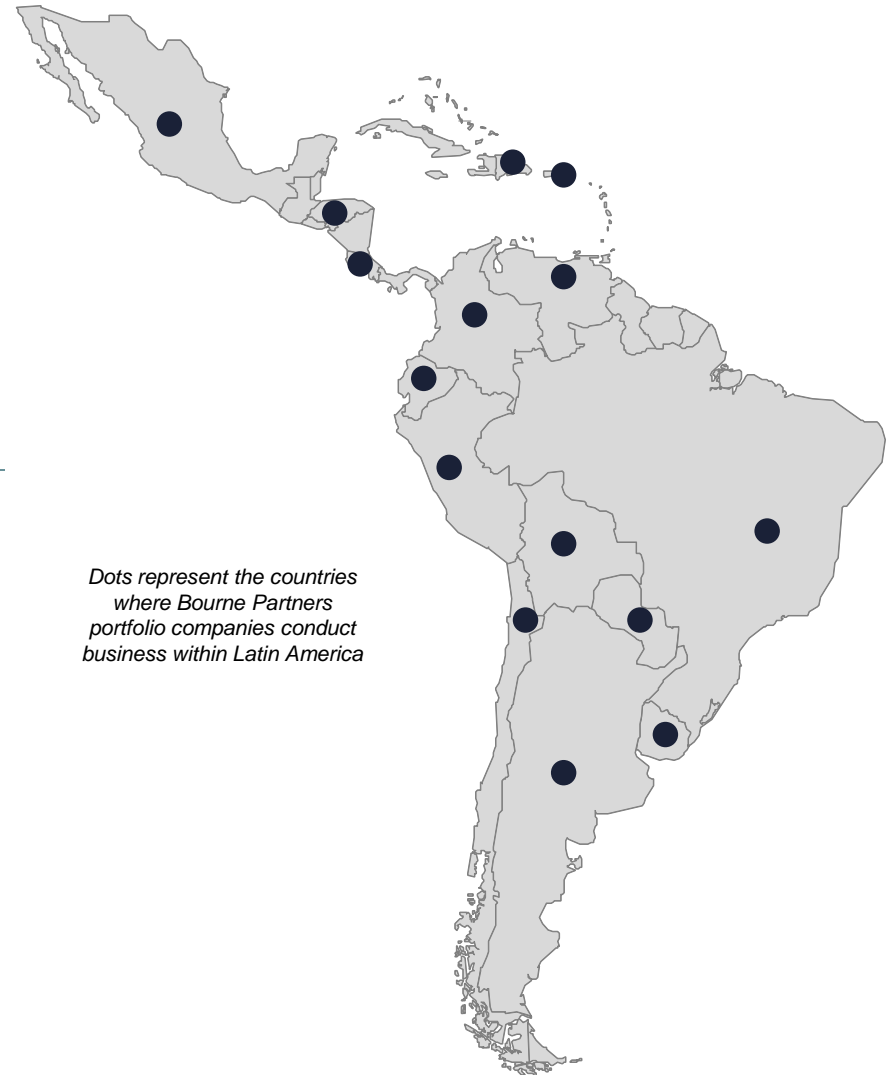 Dots represent the countries
where Bourne Partners
portfolio companies conduct
business within Latin America